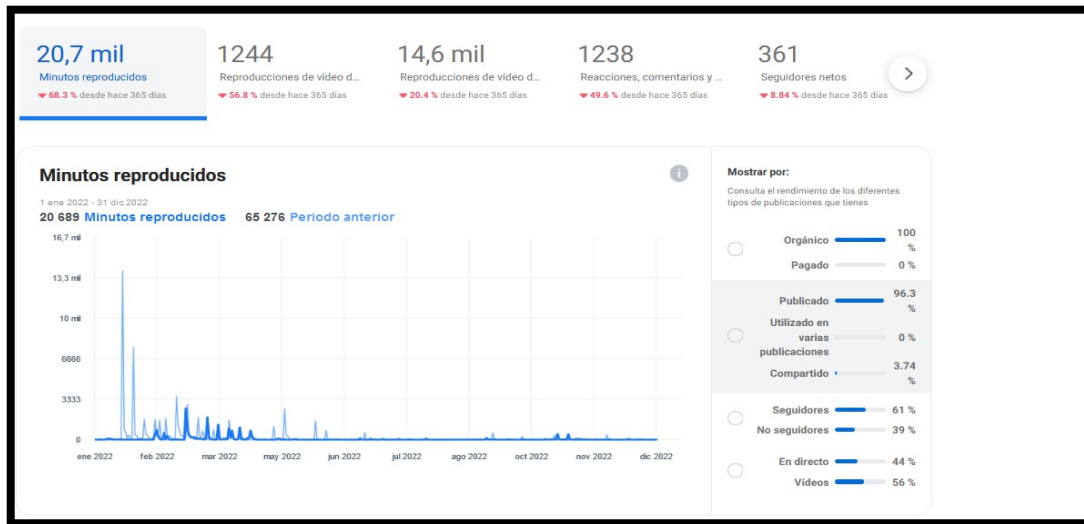 20,7 mil
Minutos reproducidos
68.3 % desde hace 365 días
1244
Reproducciones de vídeo d...
56.8 % desde hace 365 días
14,6 mil
Reproducciones de vídeo d...
20.4 % desde hace 365 días
1238
Reacciones, comentarios y ...
49.6 % desde hace 365 días
361
Seguidores netos
8.84 % desde hace 365 días
Minutos reproducidos
1 ene 2022 - 31 dic 2022
20 689 Minutos reproducidos 65 276 Periodo anterior
16,7 mil
13,3 mil
10 mil
6666
3333
0
ene 2022 feb 2022 mar 2022 may 2022 jun 2022 jul 2022 ago 2022 oct 2022 nov 2022 dic 2022
Mostrar por:
Consulta el rendimiento de los diferentes
tipos de publicaciones que tienes
Orgánico 100
%
Pagado 0 %
Publicado 96.3
%
Utilizado en
varias 0 %
publicaciones
Compartido 3.74
%
Seguidores 61 %
No seguidores 39 %
En directo 44 %
Vídeos 56 %